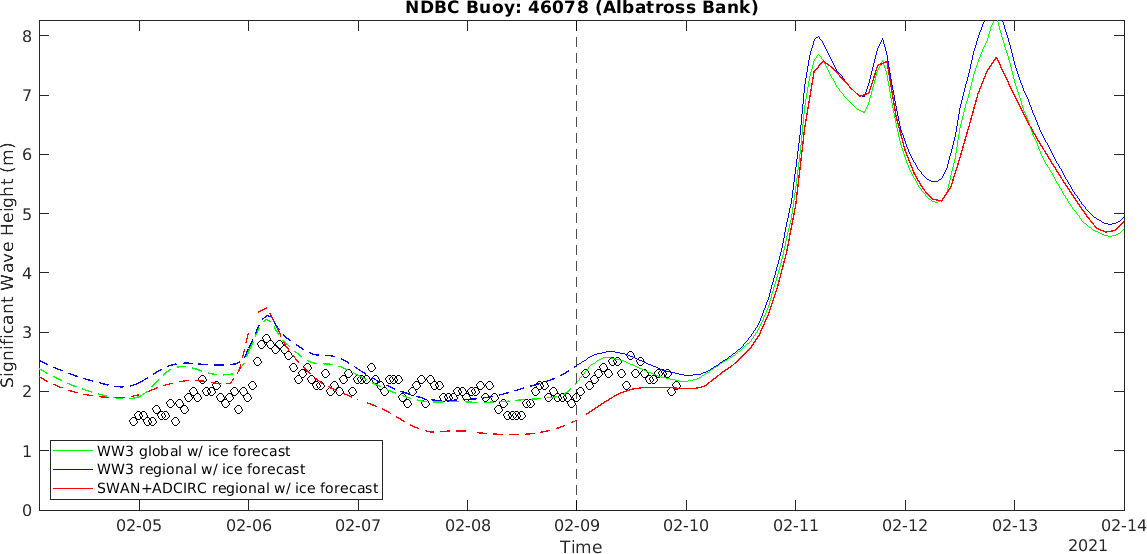 NDBC Buoy: 46078 (Albatross Bank)
8
7
6
5
4
3
2
1
0
Significant Wave Height (m)
WW3 global w/ ice forecast
WW3 regional w/ ice forecast
SWAN+ADCIRC regional w/ ice forecast
02-05 02-06 02-07 02-08 02-09 02-10 02-11 02-12 02-13 02-14
Time
2021